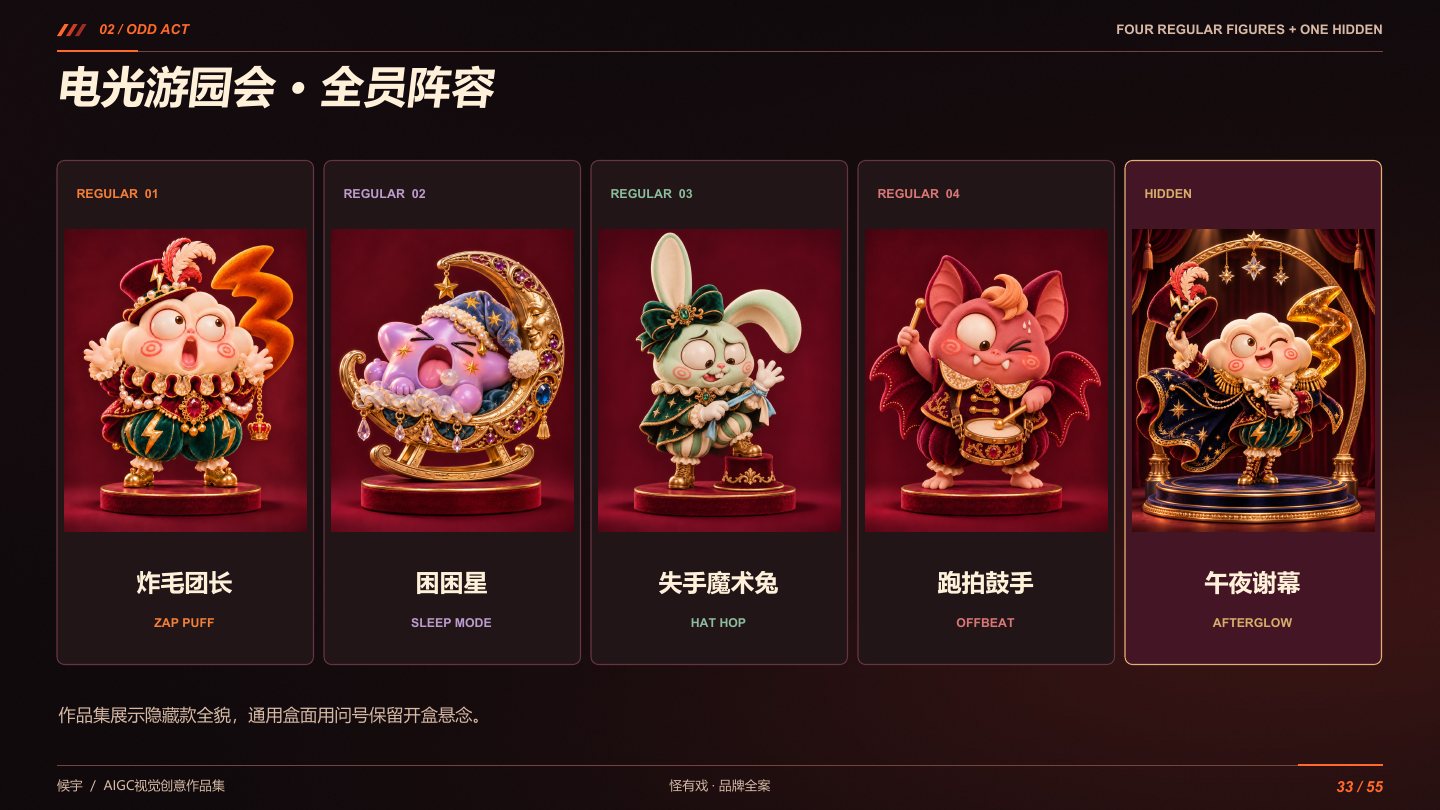 02 / ODD ACT
FOUR REGULAR FIGURES + ONE HIDDEN
电光游园会·全员阵容
REGULAR 01
REGULAR 02
REGULAR 03
REGULAR 04
HIDDEN
炸毛团长
困困星
失手魔术兔
跑拍鼓手
午夜谢幕
ZAP PUFF
SLEEP MODE
HAT HOP
OFFBEAT
AFTERGLOW
作品集展示隐藏款全貌，通用盒面用问号保留开盒悬念。
候宇 / AIGC视觉创意作品集
怪有戏·品牌全案
33 / 55